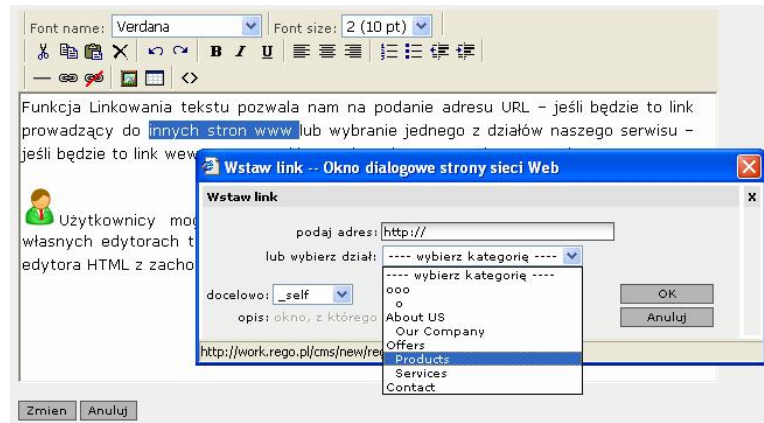 Font name: Verdana Font size: 2 (10 pt)
B I U
Funkcja Linkowania tekstu pozwala nam na podanie adresu URL – jeśli będzie to link
prowadzący do innych stron www lub wybranie jednego z działów naszego serwisu –
jeśli będzie to link wew
Wstaw link -- Okno dialogowe strony sieci Web
Wstaw link x
podaj adres: http://
lub wybierz dział: ---- wybierz kategorię ----
---- wybierz kategorię ----
ooo
o
About US
Our Company
Offers
Products
Services
Contact
docelowo: _self
opis: okno, z którego
OK
Anuluj
http://work.rego.pl/cms/new/re
Użytkownicy mo
własnych edytorach t
edytora HTML z zacho
Zmien Anuluj